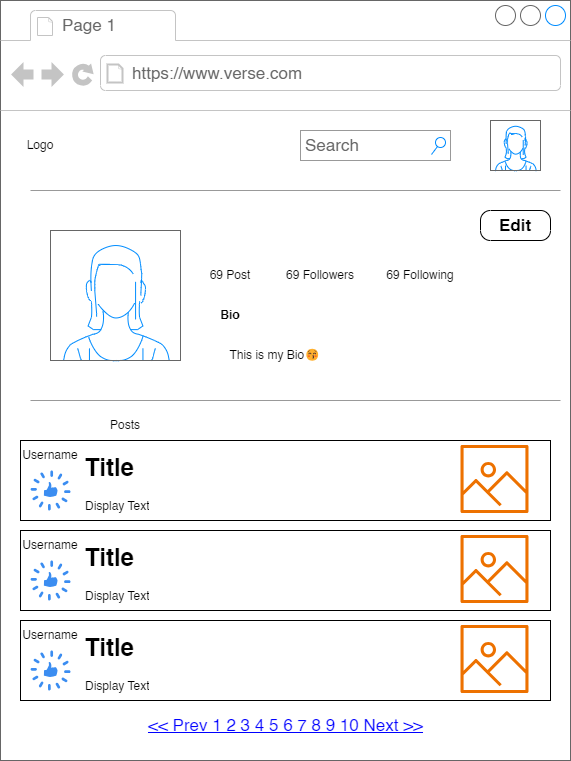 Page 1
https://www.verse.com
Logo
Search
Edit
69 Post 69 Followers 69 Following
Bio
This is my Bio😚
Posts
Username
Title
Display Text
Username
Title
Display Text
Username
Title
Display Text
<< Prev 1 2 3 4 5 6 7 8 9 10 Next >>